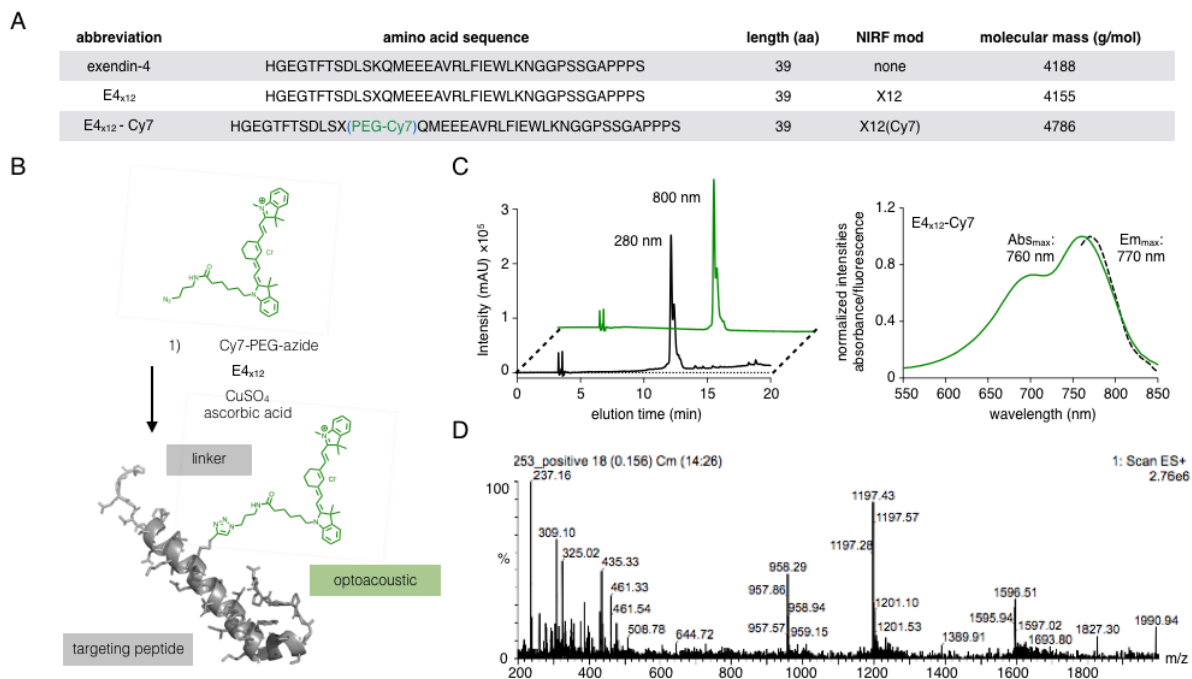 A
abbreviation amino acid sequence length (aa) NIRF mod molecular mass (g/mol)
exendin-4 HGEGTFTSDLSKQMEEEAVRLFIEWLKNGGPSSGAPPPS 39 none 4188
E4x12 HGEGTFTSDLSXQMEEEAVRLFIEWLKNGGPSSGAPPPS 39 X12 4155
E4x12 - Cy7 HGEGTFTSDLSX(PEG-Cy7)QMEEEAVRLFIEWLKNGGPSSGAPPPS 39 X12(Cy7) 4786
B
N ⊕
Cl-
O
HN
N
N3
1) Cy7-PEG-azide
E4x12
CuSO4
ascorbic acid
linker
N ⊕
Cl-
O
HN
N
N=N
N
optoacoustic
targeting peptide
C
Intensity (mAU) ×10⁵
3
2
1
0
280 nm
800 nm
0 5 10 15 20
elution time (min)
normalized intensities
absorbance/fluorescence
1.2
0.8
0.4
0
E4x12-Cy7
Absmax:
760 nm
Emmax:
770 nm
550 600 650 700 750 800 850
wavelength (nm)
D
253_positive 18 (0.156) Cm (14:26)
1: Scan ES+
2.76e6
100
%
0
237.16
309.10
325.02
435.33
461.33
461.54
508.78
644.72
958.29
957.86
958.94
957.57
959.15
1197.43
1197.57
1197.28
1201.10
1201.53
1389.91
1596.51
1595.94
1597.02
1693.80
1827.30
1990.94
200 400 600 800 1000 1200 1400 1600 1800 m/z